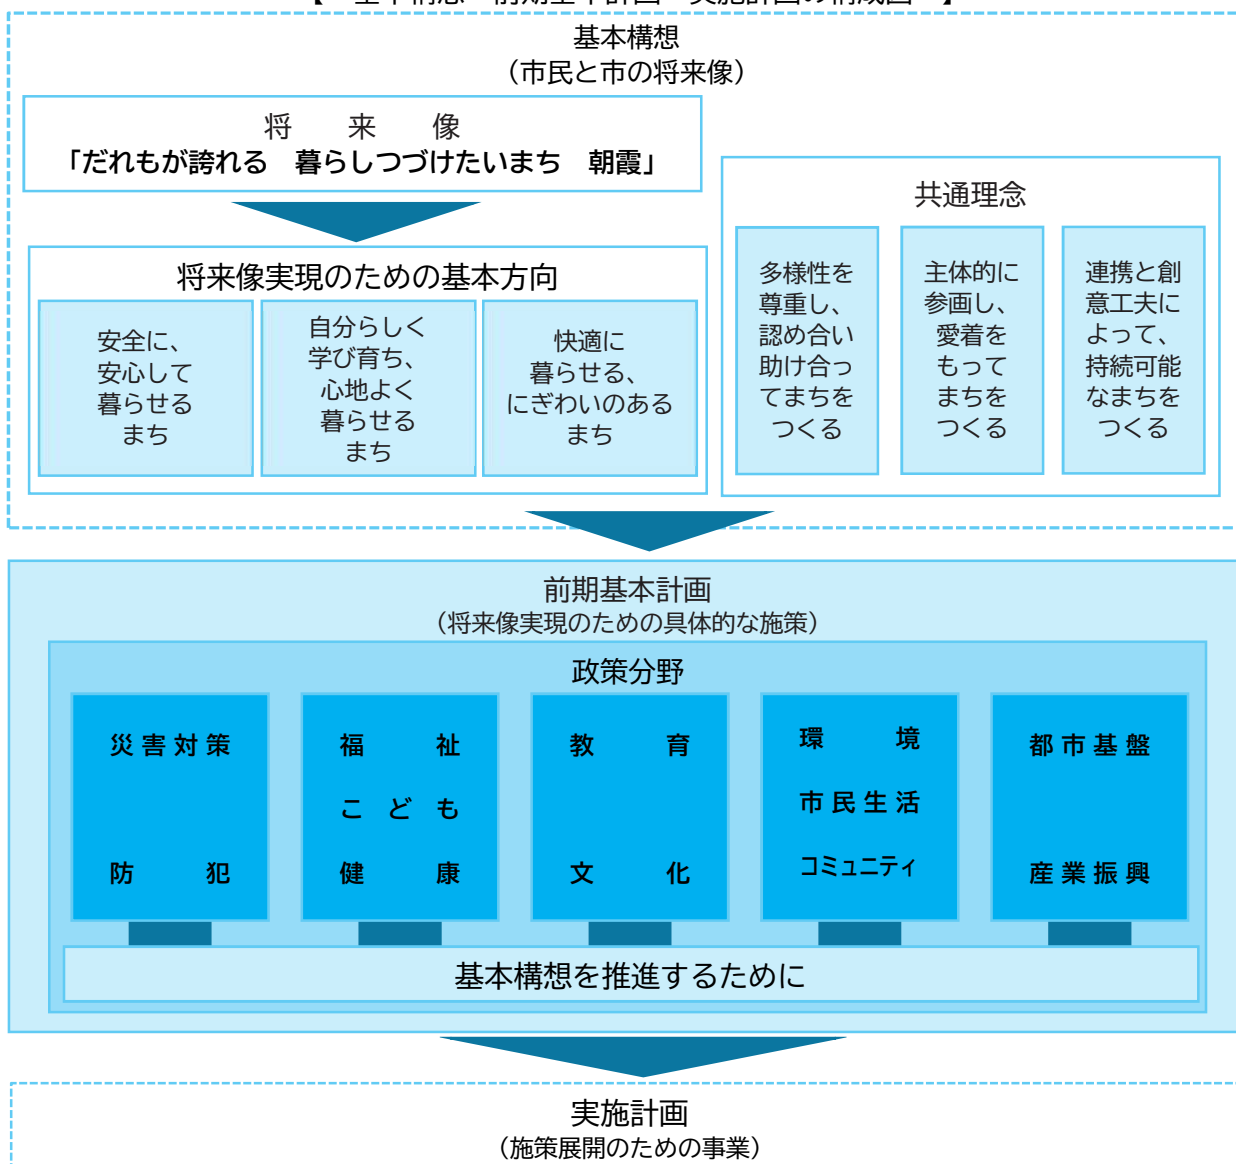 基本構想
（市民と市の将来像）
将来像
「だれもが誇れる　暮らしつづけたいまち　朝霞」
将来像実現のための基本方向
安全に、
安心して
暮らせる
まち
自分らしく
学び育ち、
心地よく
暮らせる
まち
快適に
暮らせる、
にぎわいのある
まち
共通理念
多様性を
尊重し、
認め合い
助け合っ
てまちを
つくる
主体的に
参画し、
愛着を
もって
まちを
つくる
連携と創
意工夫に
よって、
持続可能
なまちを
つくる
前期基本計画
（将来像実現のための具体的な施策）
政策分野
災害対策
防犯
福祉
こども
健康
教育
文化
環境
市民生活
コミュニティ
都市基盤
産業振興
基本構想を推進するために
実施計画
（施策展開のための事業）